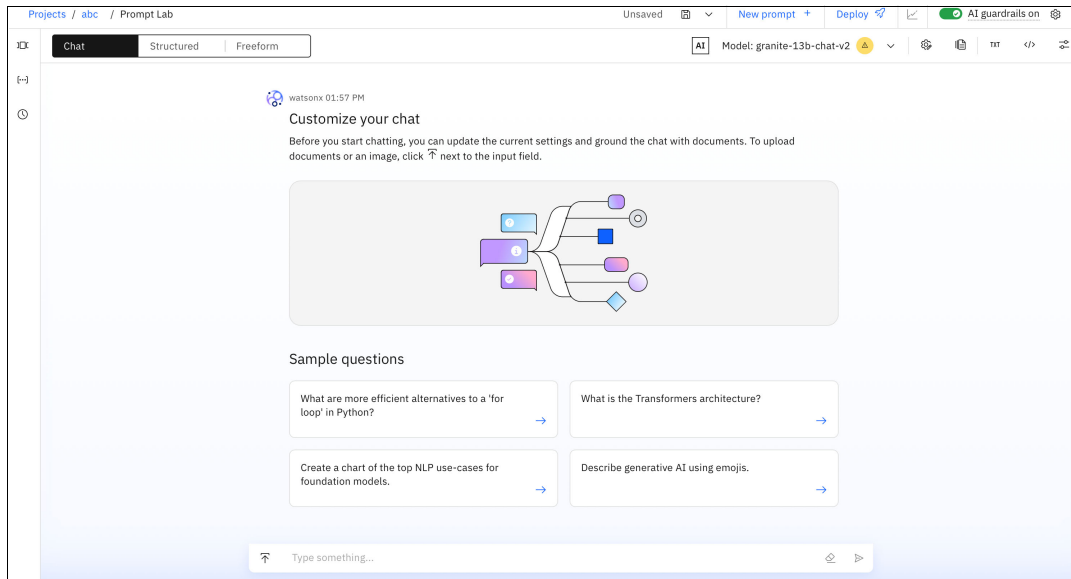 Projects / abc / Prompt Lab Unsaved New prompt + Deploy AI guardrails on
Chat Structured Freeform AI Model: granite-13b-chat-v2 TXT </>
watsonx 01:57 PM
Customize your chat
Before you start chatting, you can update the current settings and ground the chat with documents. To upload
documents or an image, click next to the input field.
Sample questions
What are more efficient alternatives to a 'for
loop' in Python?
What is the Transformers architecture?
Create a chart of the top NLP use-cases for
foundation models.
Describe generative AI using emojis.
Type something...